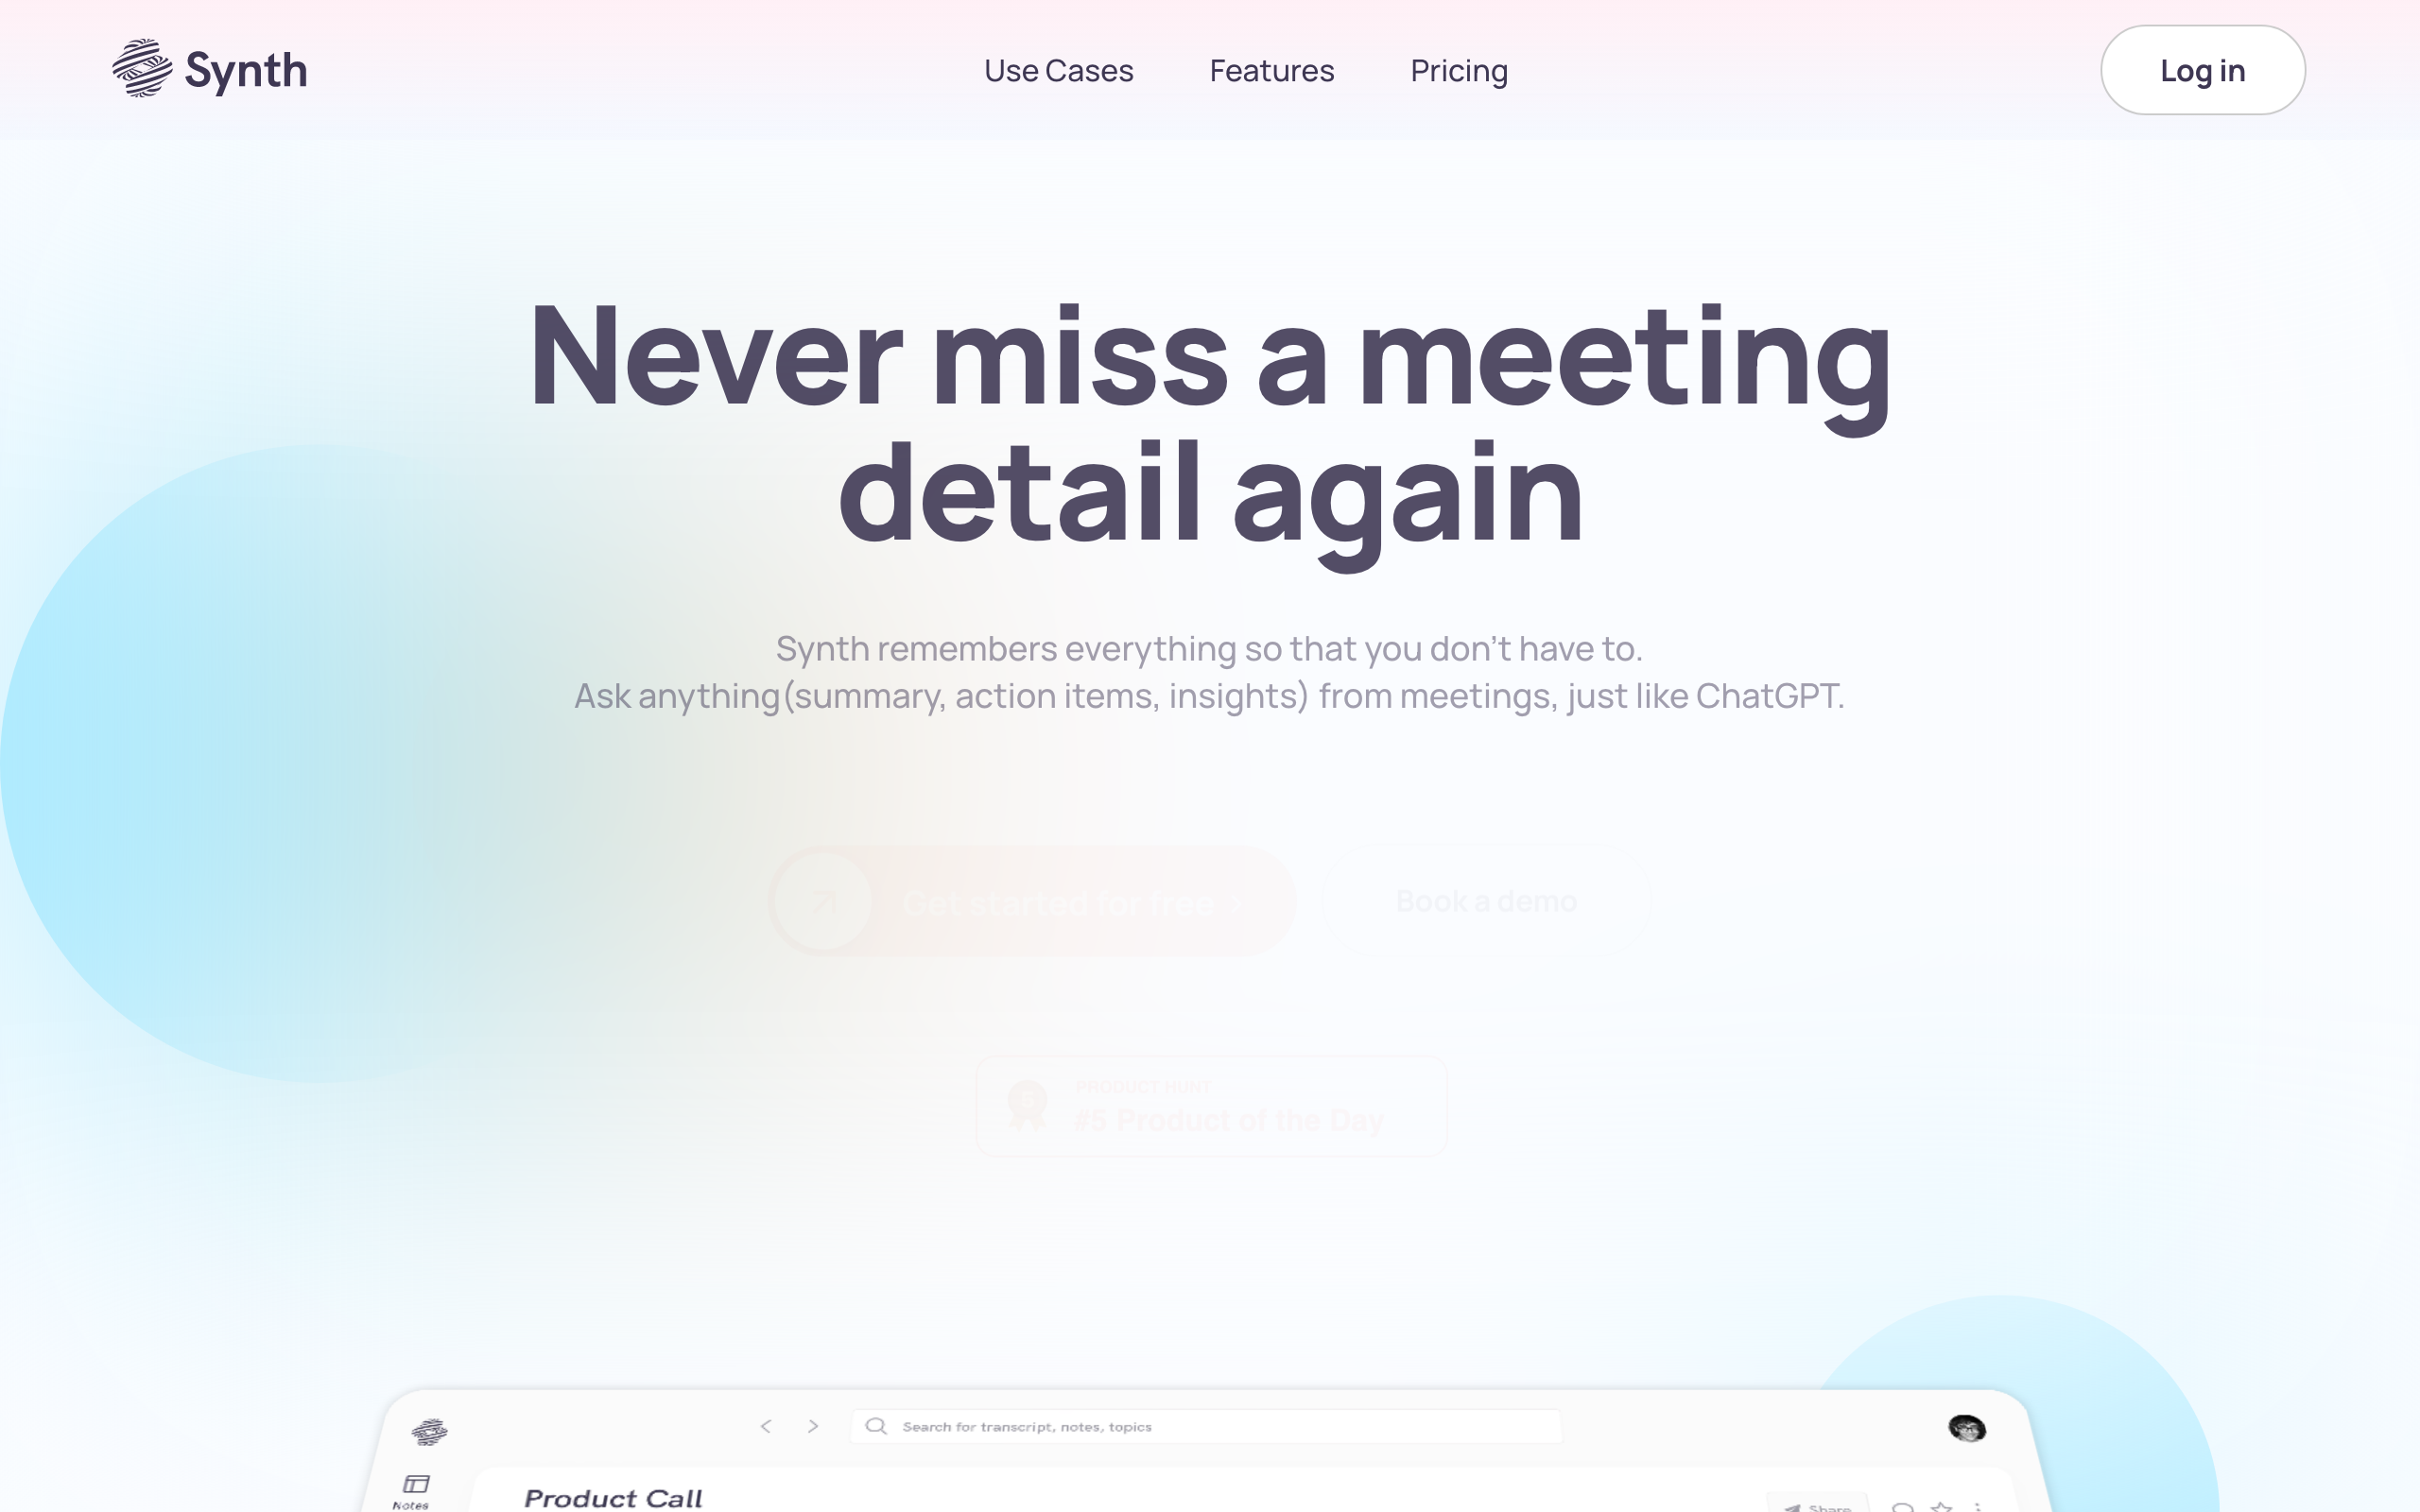 Synth
Use Cases
Features
Pricing
Log in
Never miss a meeting
detail again
Synth remembers everything so that you don't have to.
Ask anything(summary, action items, insights) from meetings, just like ChatGPT.
Get started for free
Book a demo
PRODUCT HUNT
#5 Product of the Day
Search for transcript, notes, topics
Notes
Product Call
Share